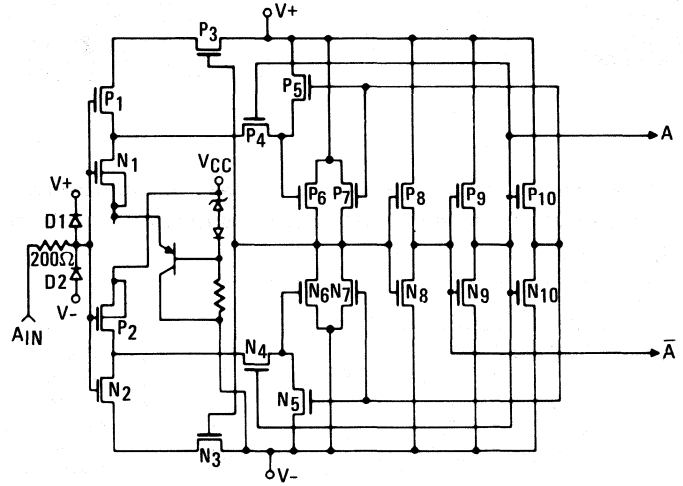 V+
P3
P1
P5
P4
A
N1
VCC
V+
P6
P7
P8
P9
P10
D1
200Ω
D2
N6
N7
N8
N9
N10
V-
P2
AIN
N4
A̅
N2
N5
N3
V-